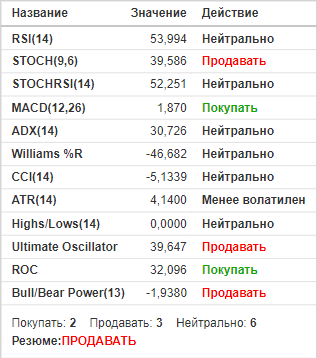 Название Значение Действие
RSI(14) 53,994 Нейтрально
STOCH(9,6) 39,586 Продавать
STOCHRSI(14) 52,251 Нейтрально
MACD(12,26) 1,870 Покупать
ADX(14) 30,726 Нейтрально
Williams %R -46,682 Нейтрально
CCI(14) -5,1339 Нейтрально
ATR(14) 4,1400 Менее волатилен
Highs/Lows(14) 0,0000 Нейтрально
Ultimate Oscillator 39,647 Продавать
ROC 32,096 Покупать
Bull/Bear Power(13) -1,9380 Продавать
Покупать: 2 Продавать: 3 Нейтрально: 6
Резюме:ПРОДАВАТЬ